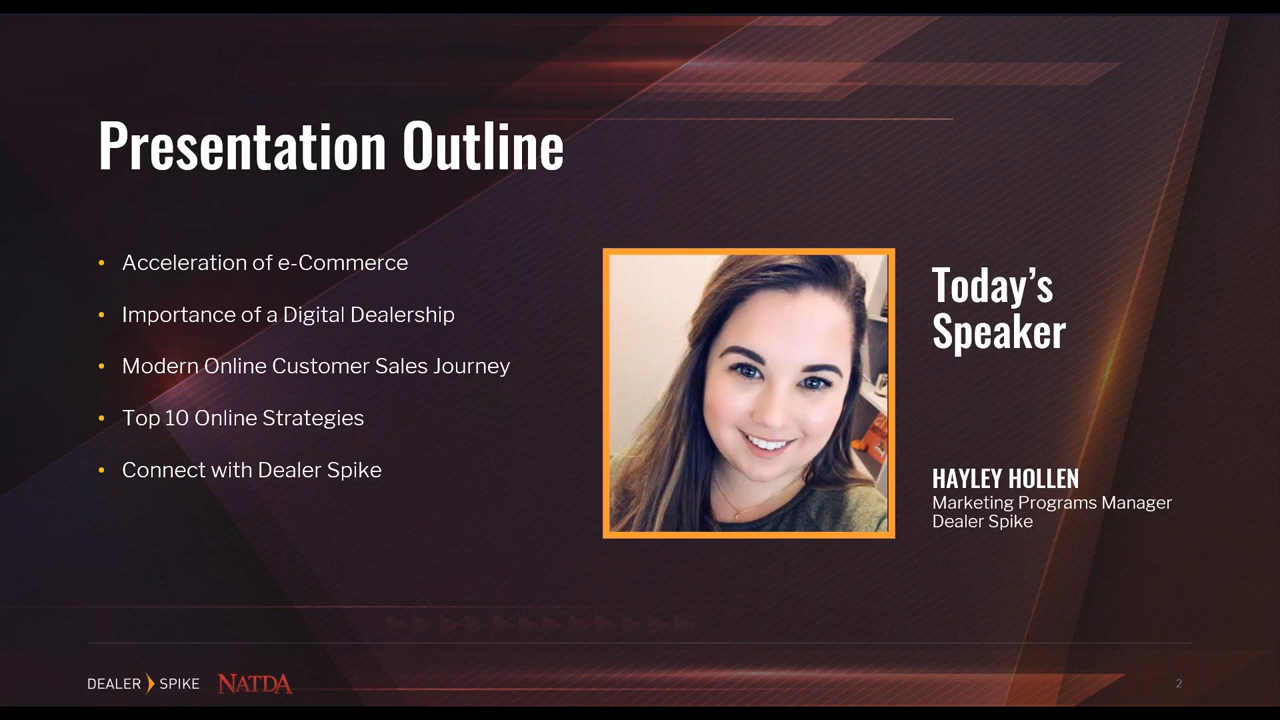 Presentation Outline
• Acceleration of e-Commerce
• Importance of a Digital Dealership
• Modern Online Customer Sales Journey
• Top 10 Online Strategies
• Connect with Dealer Spike
Today’s
Speaker
HAYLEY HOLLEN
Marketing Programs Manager
Dealer Spike
DEALER SPIKE NATDA
2